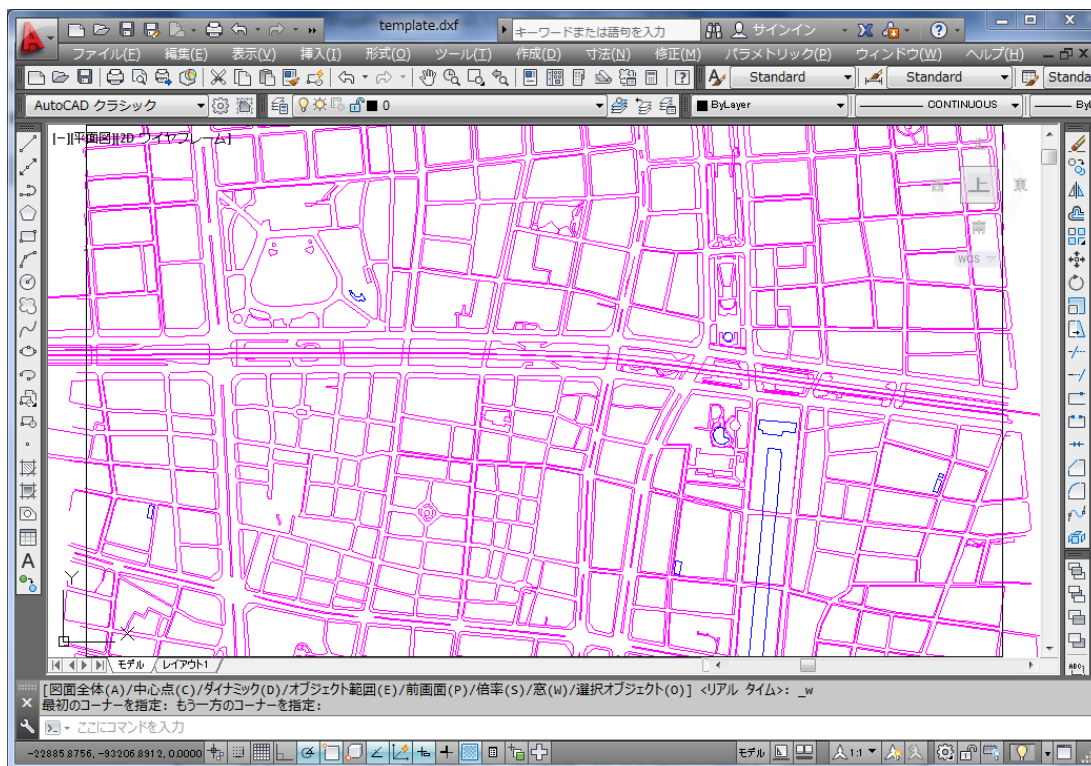 template.dxf
キーワードまたは語句を入力
サインイン
ファイル(F) 編集(E) 表示(V) 挿入(I) 形式(O) ツール(T) 作成(D) 寸法(N) 修正(M) パラメトリック(P) ウィンドウ(W) ヘルプ(H)
Standard Standard Standa
AutoCAD クラシック 0 ByLayer CONTINUOUS ByL
[−][平面図][2D ワイヤフレーム]
北
西 上 東
南
WCS
Y
X
モデル レイアウト1
[図面全体(A)/中心点(C)/ダイナミック(D)/オブジェクト範囲(E)/前画面(P)/倍率(S)/窓(W)/選択オブジェクト(O)] <リアル タイム>: _w
最初のコーナーを指定: もう一方のコーナーを指定:
ここにコマンドを入力
-22885.8756, -93206.8912, 0.0000 モデル 1:1